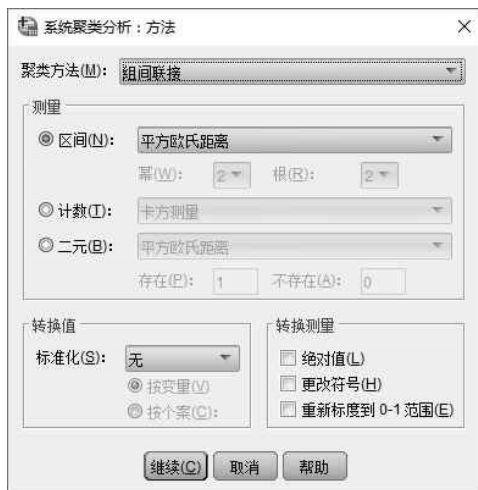 系统聚类分析：方法
聚类方法(M): 组间联接
测量
区间(N): 平方欧氏距离
幂(W): 2 根(R): 2
计数(T): 卡方测量
二元(B): 平方欧氏距离
存在(P): 1 不存在(A): 0
转换值
标准化(S): 无
按变量(V)
按个案(C):
转换测量
绝对值(L)
更改符号(H)
重新标度到 0-1 范围(E)
继续(C) 取消 帮助